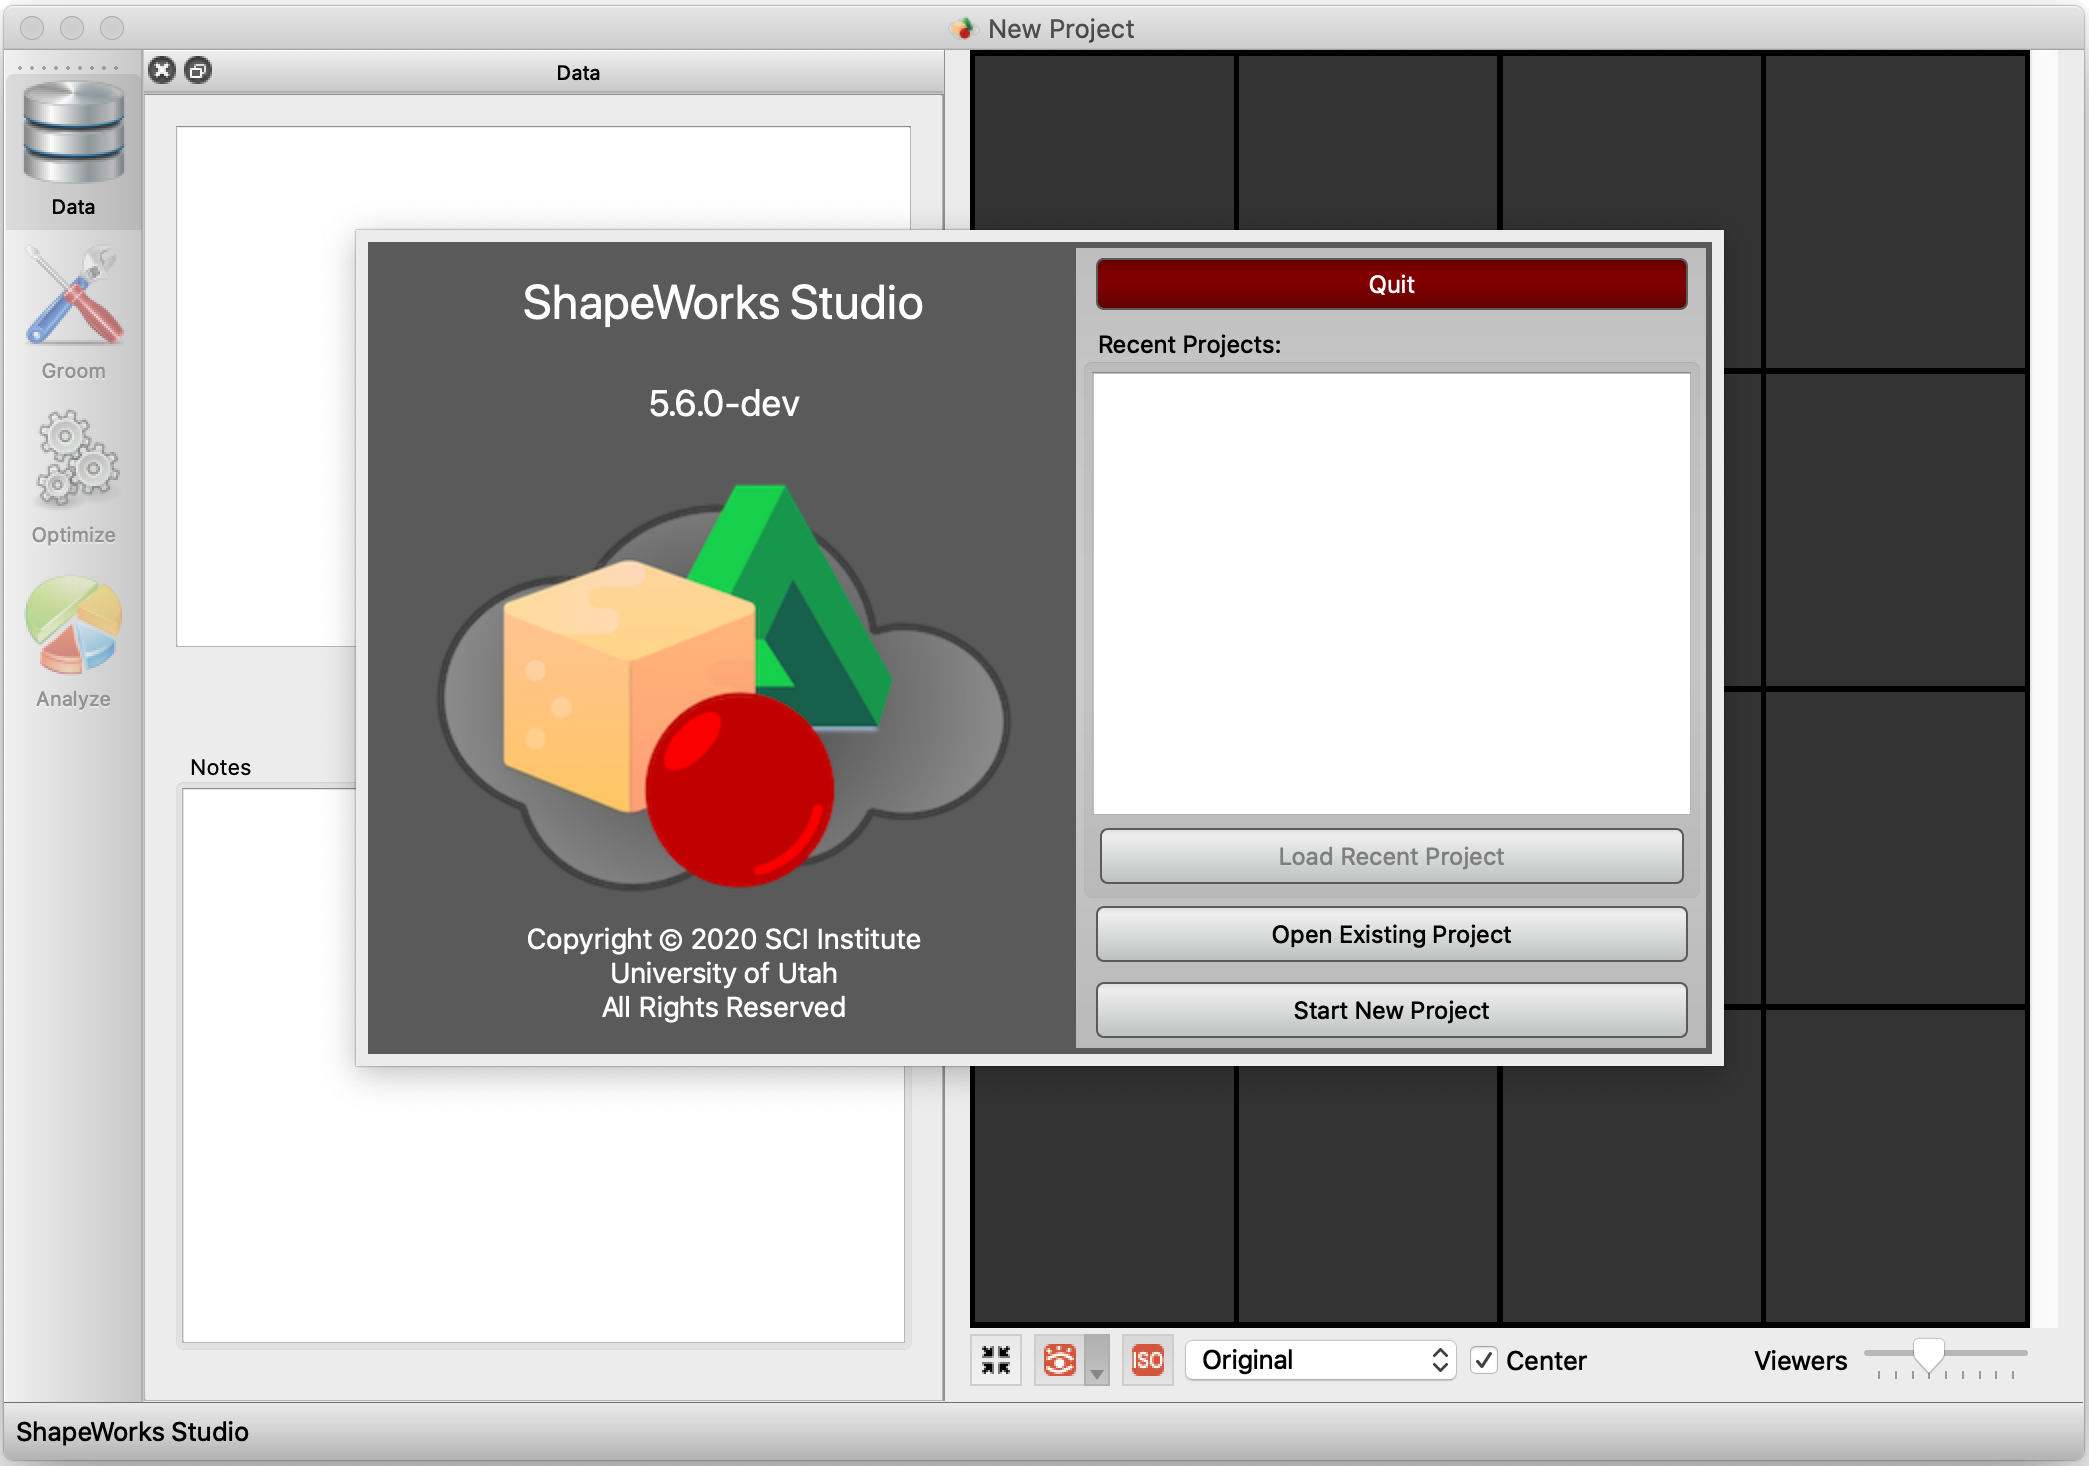 New Project
Data
Data
Groom
Optimize
Analyze
Notes
ShapeWorks Studio
5.6.0-dev
Copyright © 2020 SCI Institute
University of Utah
All Rights Reserved
Quit
Recent Projects:
Load Recent Project
Open Existing Project
Start New Project
ISO
Original
Center
Viewers
ShapeWorks Studio